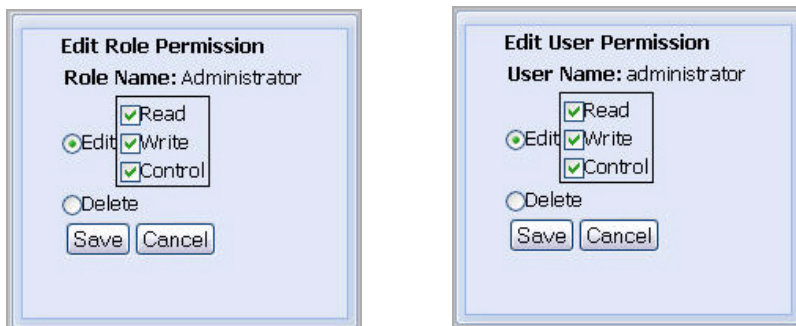 Edit Role Permission
Role Name: Administrator
Read
Edit Write
Control
Delete
Save Cancel
Edit User Permission
User Name: administrator
Read
Edit Write
Control
Delete
Save Cancel